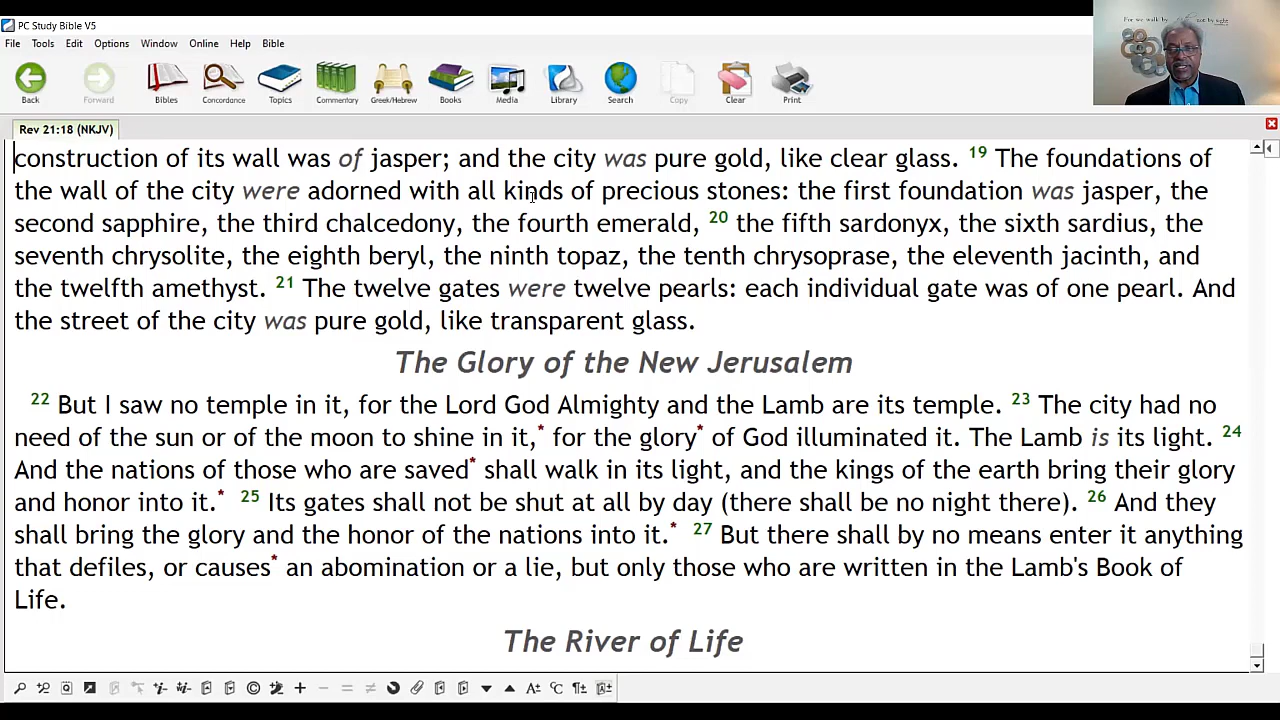 PC Study Bible V5
For we walk by not by sight
File Tools Edit Options Window Online Help Bible
Back Forward Bibles Concordance Topics Commentary Greek/Hebrew Books Media Library Search Copy Clear Print
Rev 21:18 (NKJV)
construction of its wall was of jasper; and the city was pure gold, like clear glass. 19 The foundations of
the wall of the city were adorned with all kinds of precious stones: the first foundation was jasper, the
second sapphire, the third chalcedony, the fourth emerald, 20 the fifth sardonyx, the sixth sardius, the
seventh chrysolite, the eighth beryl, the ninth topaz, the tenth chrysoprase, the eleventh jacinth, and
the twelfth amethyst. 21 The twelve gates were twelve pearls: each individual gate was of one pearl. And
the street of the city was pure gold, like transparent glass.
The Glory of the New Jerusalem
22 But I saw no temple in it, for the Lord God Almighty and the Lamb are its temple. 23 The city had no
need of the sun or of the moon to shine in it,* for the glory* of God illuminated it. The Lamb is its light. 24
And the nations of those who are saved* shall walk in its light, and the kings of the earth bring their glory
and honor into it.* 25 Its gates shall not be shut at all by day (there shall be no night there). 26 And they
shall bring the glory and the honor of the nations into it.* 27 But there shall by no means enter it anything
that defiles, or causes* an abomination or a lie, but only those who are written in the Lamb's Book of
Life.
The River of Life